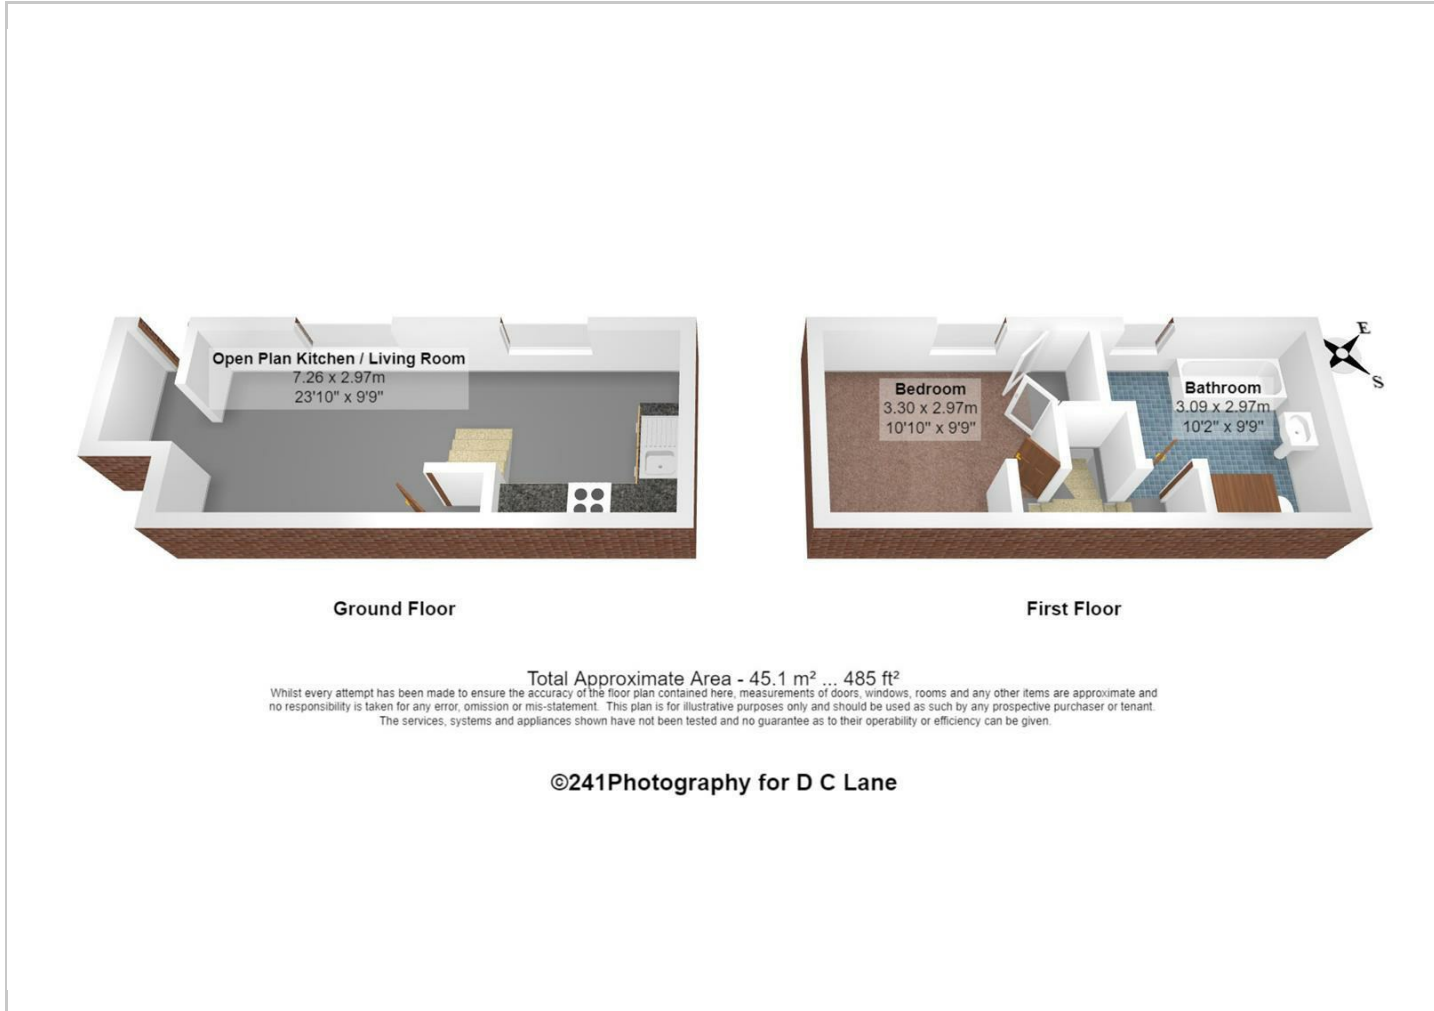 Open Plan Kitchen / Living Room
7.26 x 2.97m
23'10" x 9'9"
Bedroom
3.30 x 2.97m
10'10" x 9'9"
Bathroom
3.09 x 2.97m
10'2" x 9'9"
E
S
Ground Floor
First Floor
Total Approximate Area - 45.1 m² ... 485 ft²
Whilst every attempt has been made to ensure the accuracy of the floor plan contained here, measurements of doors, windows, rooms and any other items are approximate and
no responsibility is taken for any error, omission or mis-statement. This plan is for illustrative purposes only and should be used as such by any prospective purchaser or tenant.
The services, systems and appliances shown have not been tested and no guarantee as to their operability or efficiency can be given.
©241Photography for D C Lane